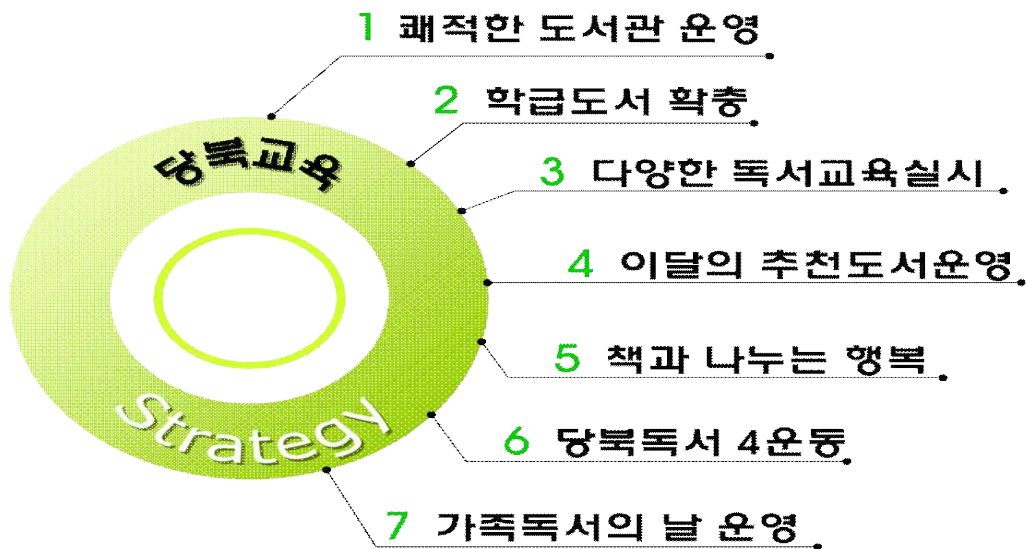 1 쾌적한 도서관 운영
2 학급도서 확충
당북교육
3 다양한 독서교육실시
4 이달의 추천도서운영
5 책과 나누는 행복
Strategy
6 당북독서 4운동
7 가족독서의 날 운영